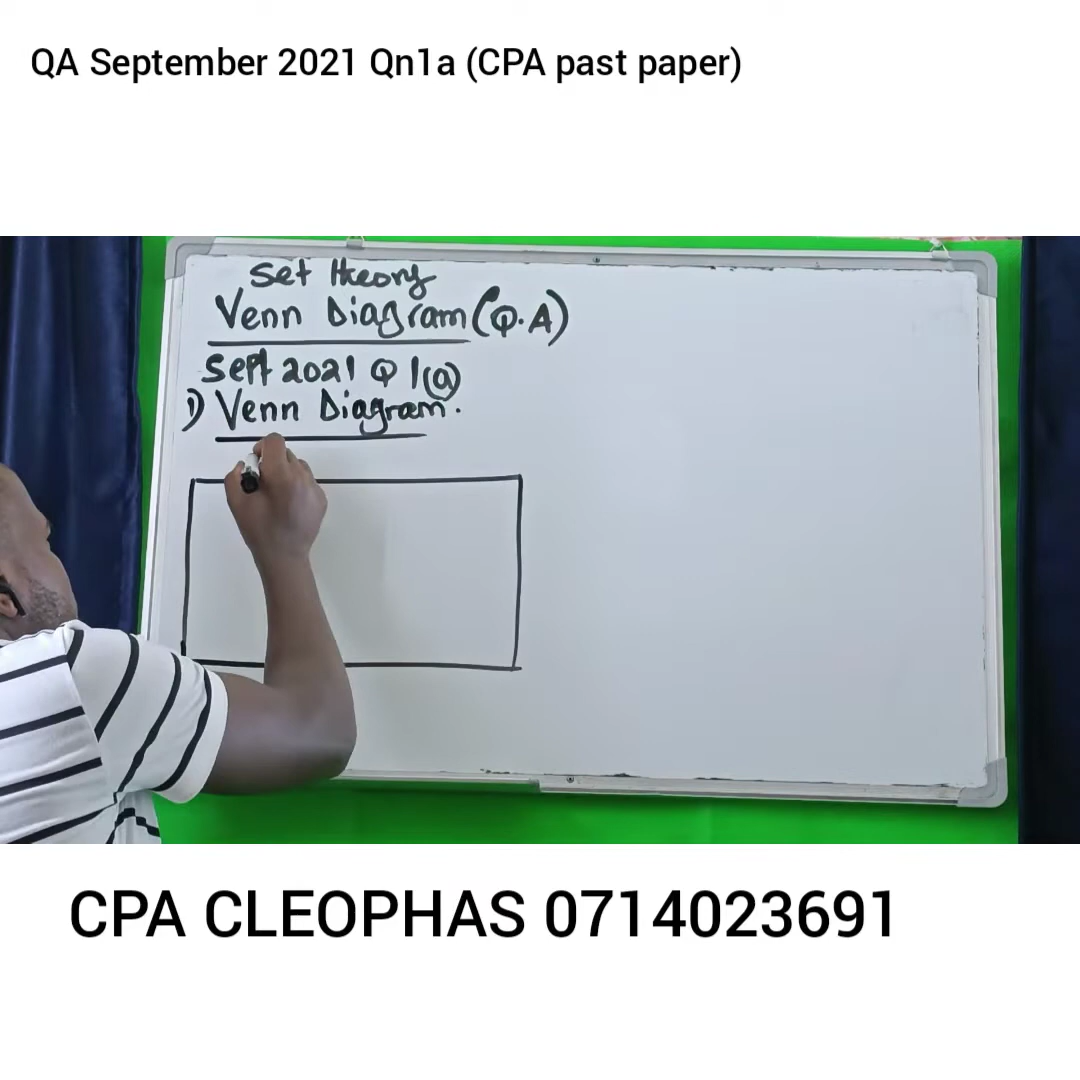 QA September 2021 Qn1a (CPA past paper)
Set theory
Venn Diagram (Q.A)
Sept 2021 Q 1(a)
1) Venn Diagram.
CPA CLEOPHAS 0714023691